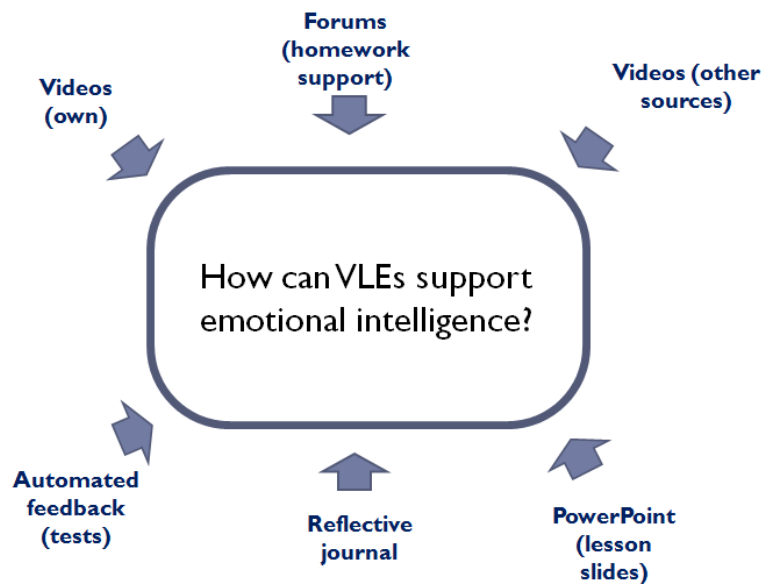 Forums
(homework
support)
Videos
(own)
Videos (other
sources)
How can VLEs support
emotional intelligence?
Automated
feedback
(tests)
Reflective
journal
PowerPoint
(lesson
slides)